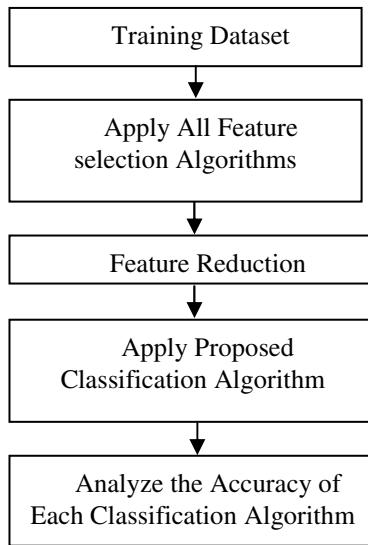 Training Dataset
Apply All Feature
selection Algorithms
Feature Reduction
Apply Proposed
Classification Algorithm
Analyze the Accuracy of
Each Classification Algorithm